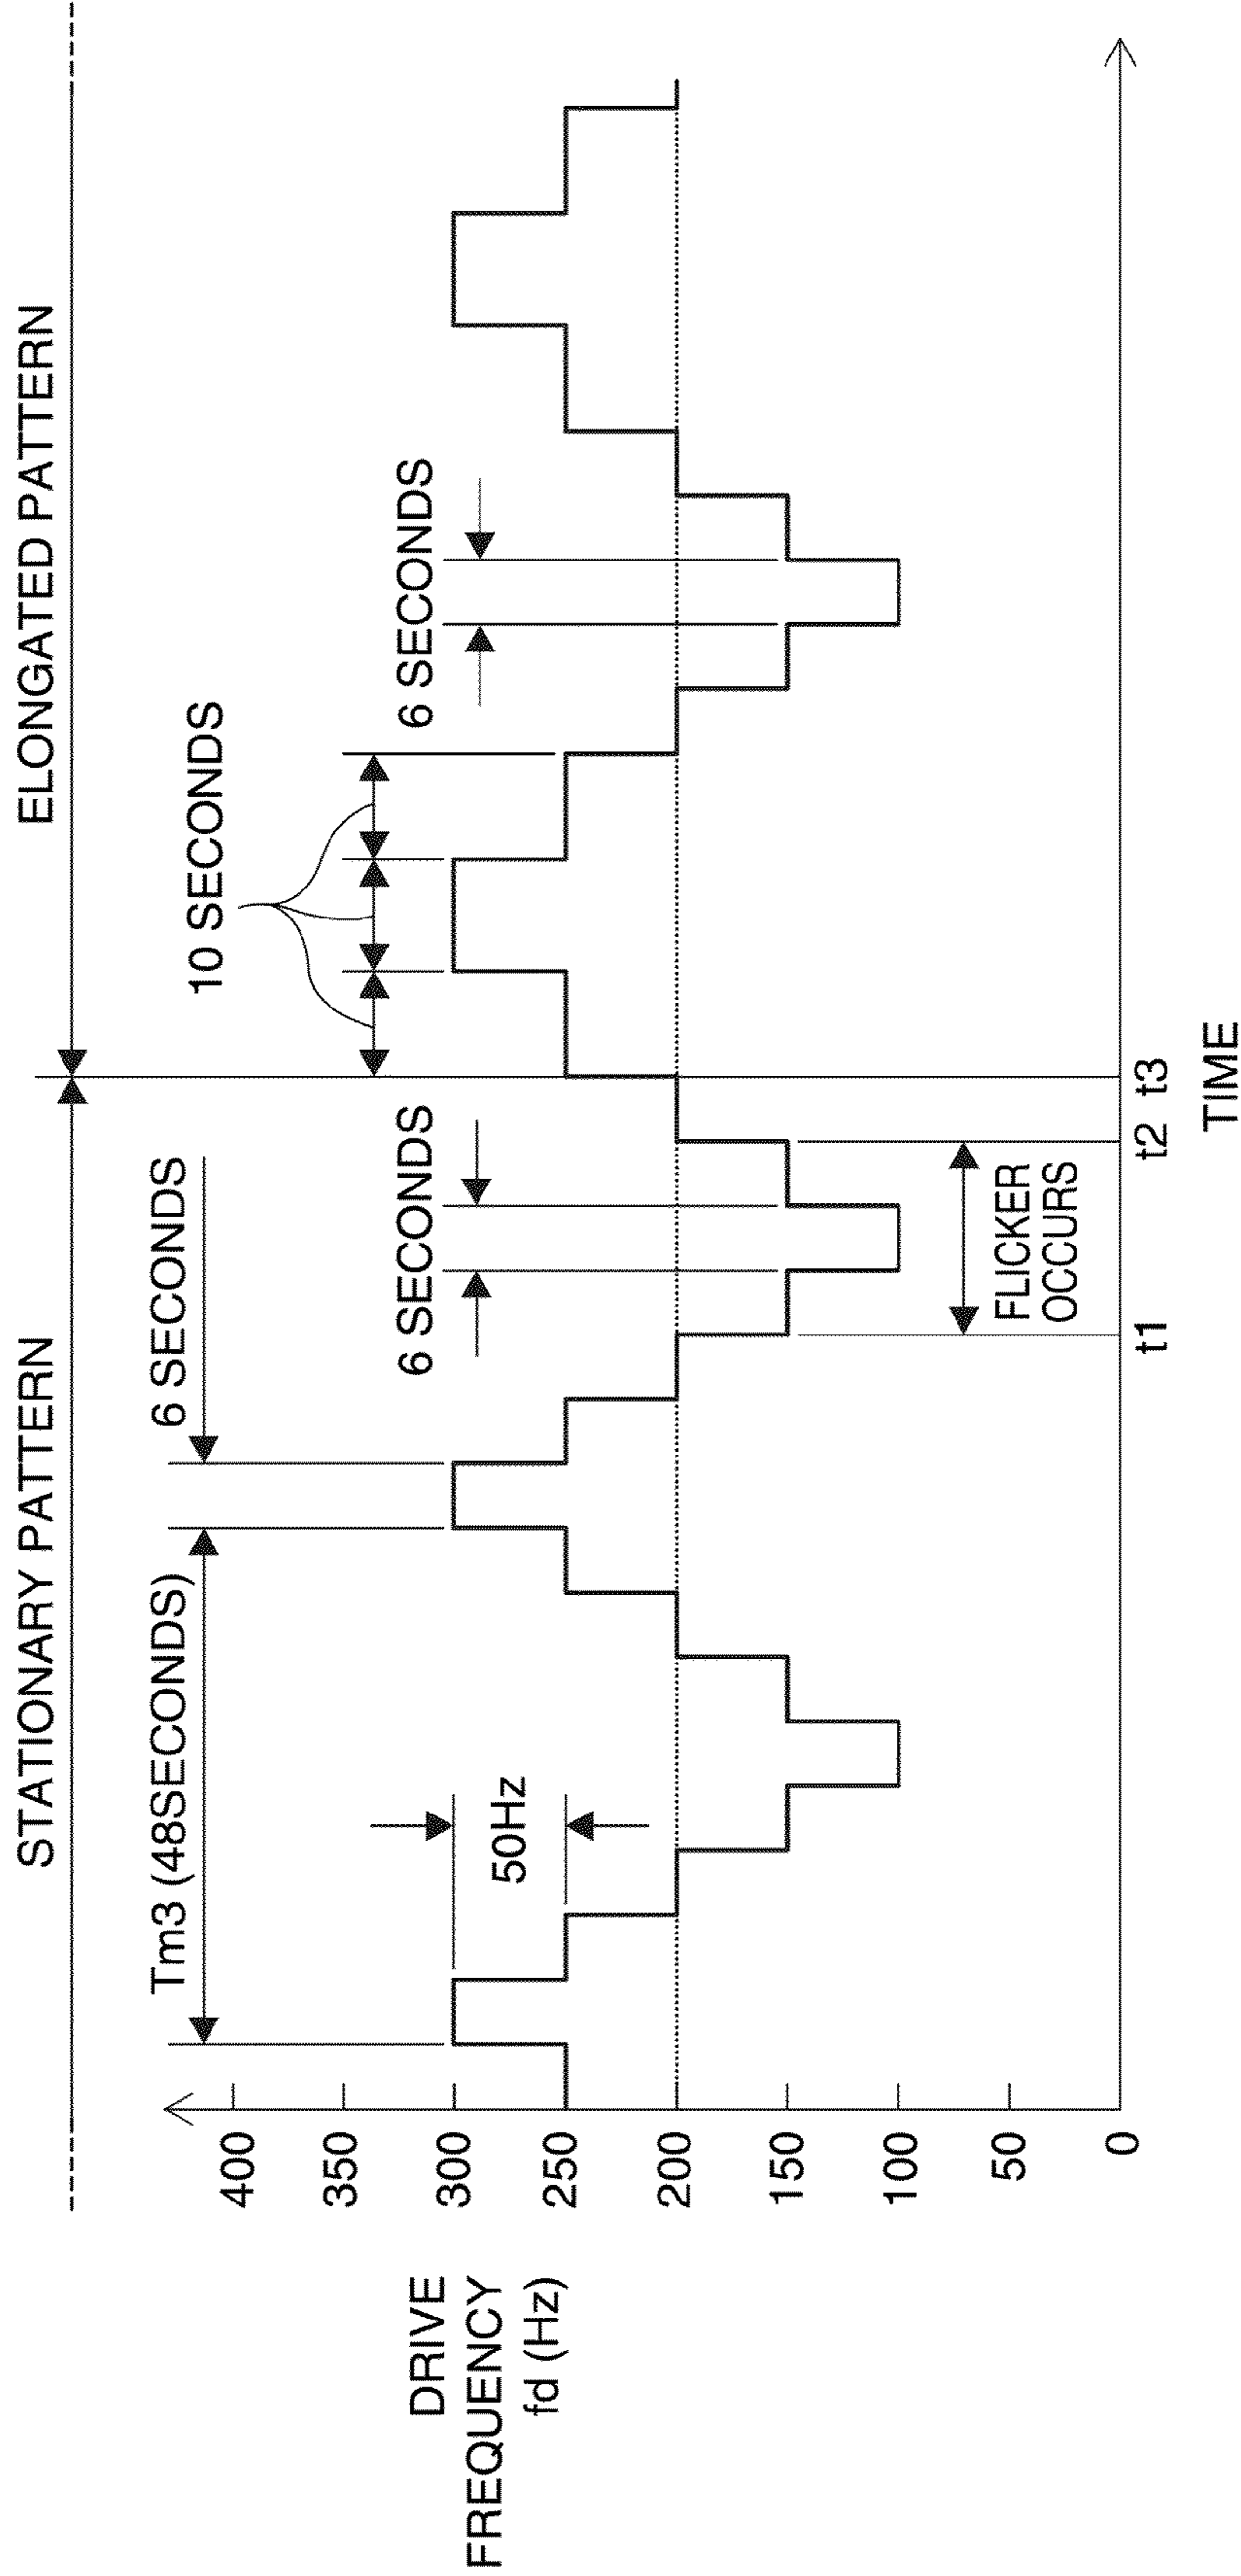 STATIONARY PATTERN
ELONGATED PATTERN
Tm3 (48SECONDS)
6 SECONDS
10 SECONDS
6 SECONDS
6 SECONDS
50Hz
DRIVE
FREQUENCY
fd (Hz)
400
350
300
250
200
150
100
50
0
FLICKER
OCCURS
t1
t2
t3
TIME